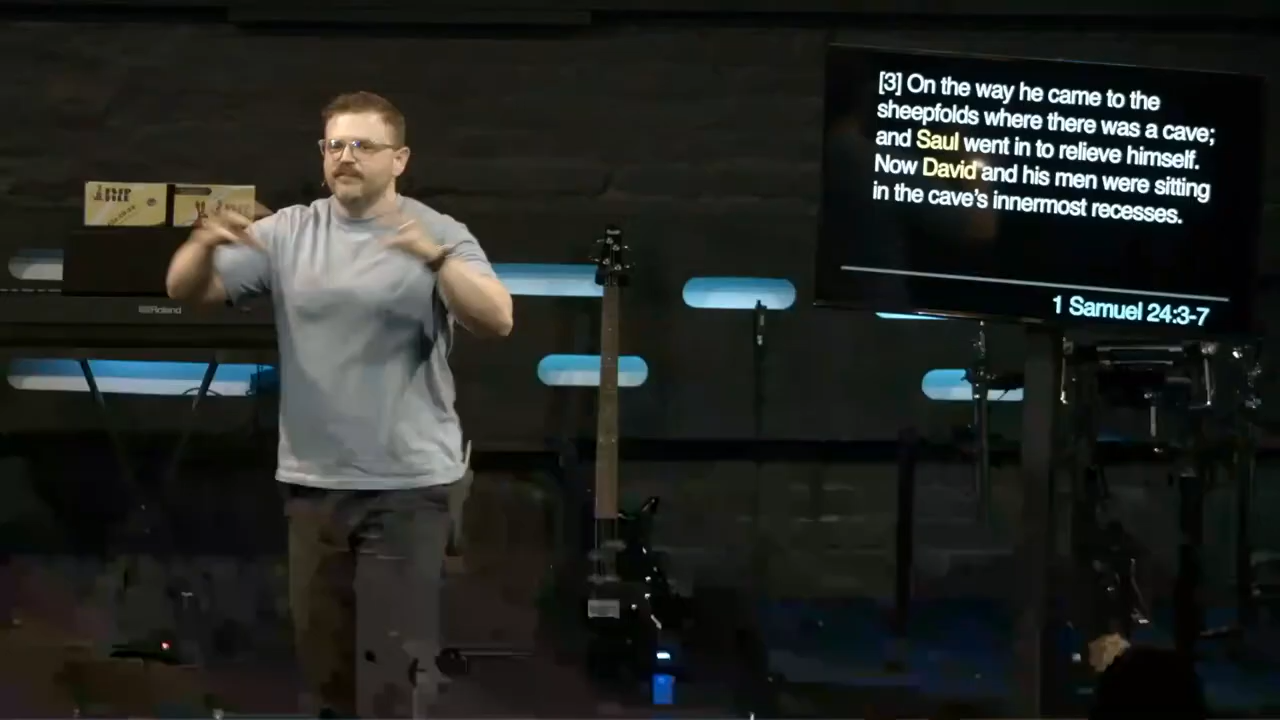 [3] On the way he came to the
sheepfolds where there was a cave;
and Saul went in to relieve himself.
Now David and his men were sitting
in the cave's innermost recesses.
1 Samuel 24:3-7
Roland